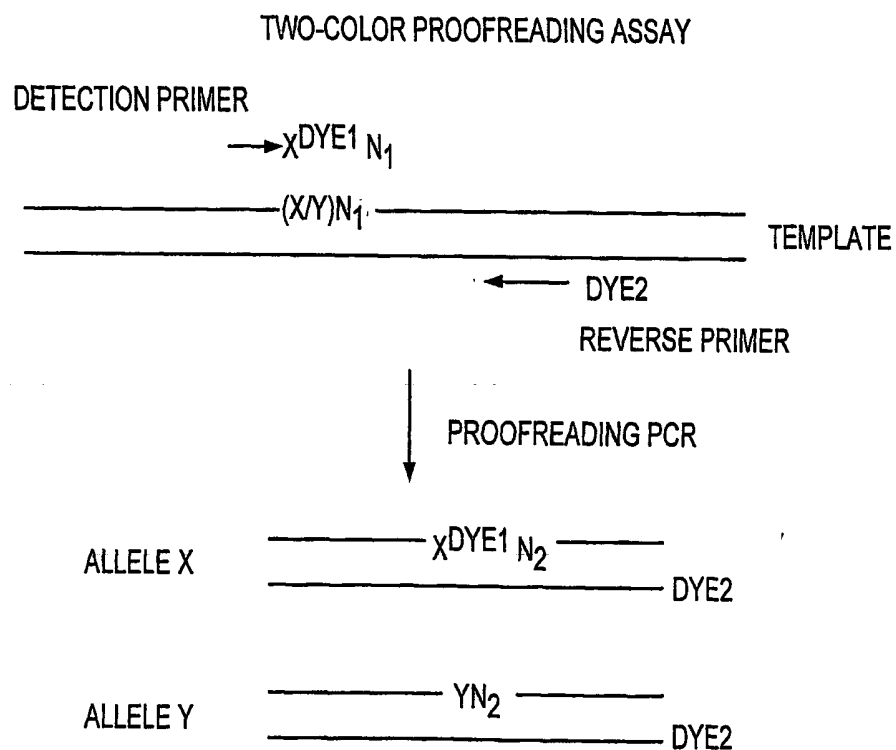 TWO-COLOR PROOFREADING ASSAY
DETECTION PRIMER
X^DYE1 N₁
(X/Y)N₁
TEMPLATE
DYE2
REVERSE PRIMER
PROOFREADING PCR
ALLELE X
X^DYE1 N₂
DYE2
ALLELE Y
YN₂
DYE2